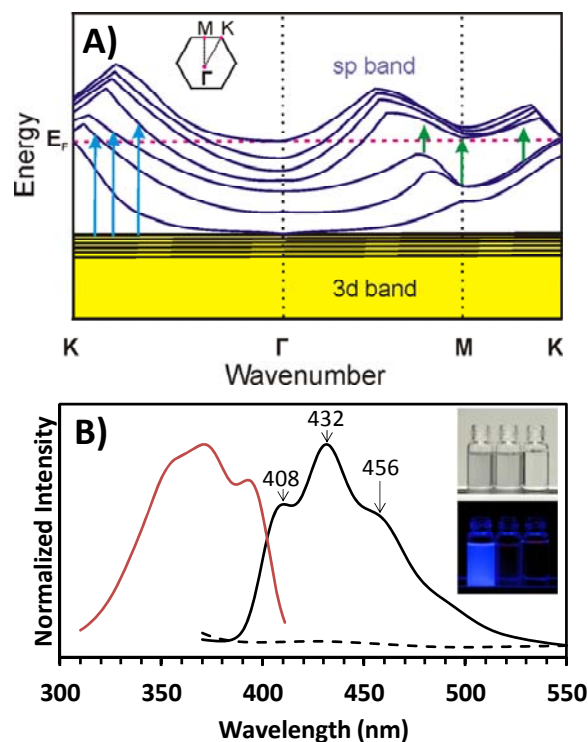 A)
M K
Γ
sp band
Energy
E_F
3d band
K Γ M K
Wavenumber
B)
432
408
456
Normalized Intensity
300 350 400 450 500 550
Wavelength (nm)